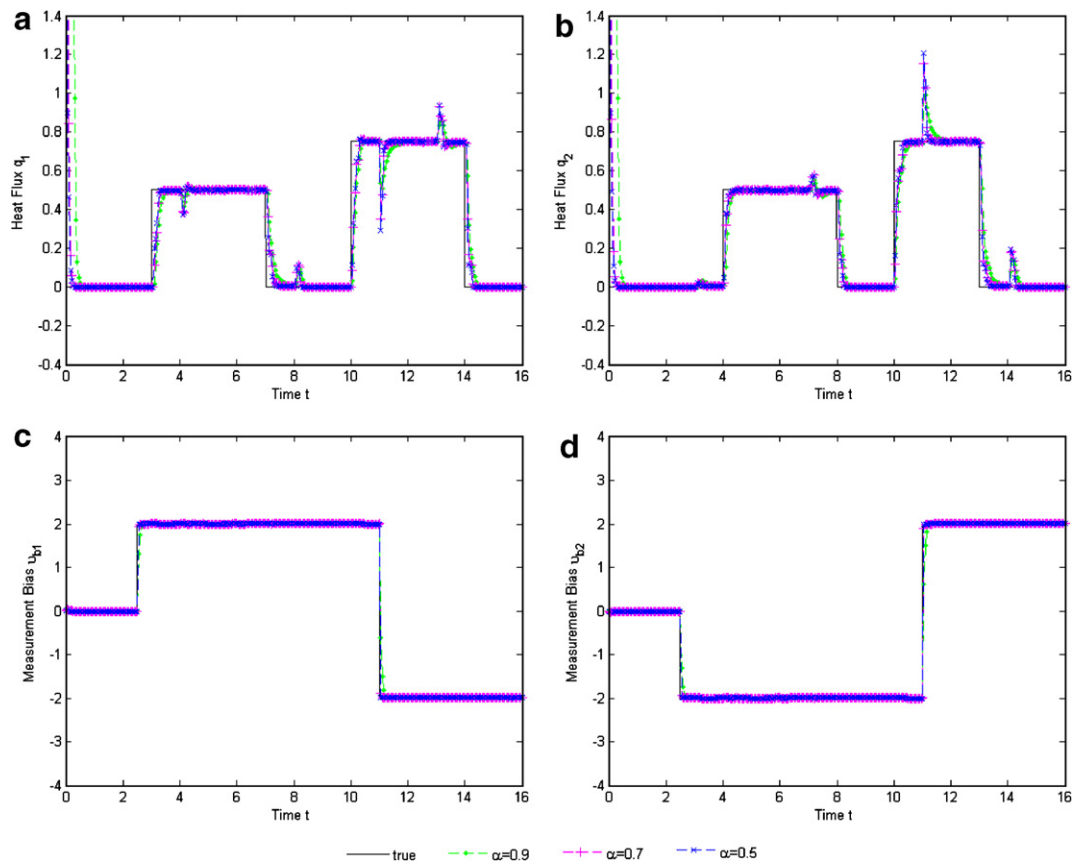 a
1.4
1.2
1
0.8
0.6
0.4
0.2
0
-0.2
-0.4
Heat Flux q1
0 2 4 6 8 10 12 14 16
Time t
b
1.4
1.2
1
0.8
0.6
0.4
0.2
0
-0.2
-0.4
Heat Flux q2
0 2 4 6 8 10 12 14 16
Time t
c
4
3
2
1
0
-1
-2
-3
-4
Measurement Bias υb1
0 2 4 6 8 10 12 14 16
Time t
d
4
3
2
1
0
-1
-2
-3
-4
Measurement Bias υb2
0 2 4 6 8 10 12 14 16
Time t
true α=0.9 α=0.7 α=0.5